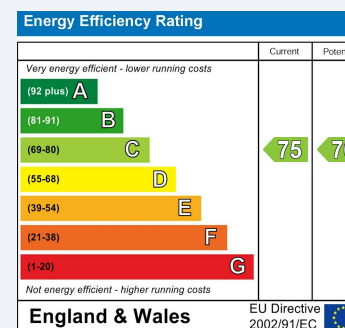 Energy Efficiency Rating
Current
Very energy efficient - lower running costs
(92 plus) A
(81-91) B
(69-80) C 75
(55-68) D
(39-54) E
(21-38) F
(1-20) G
Not energy efficient - higher running costs
England & Wales
EU Directive
2002/91/EC